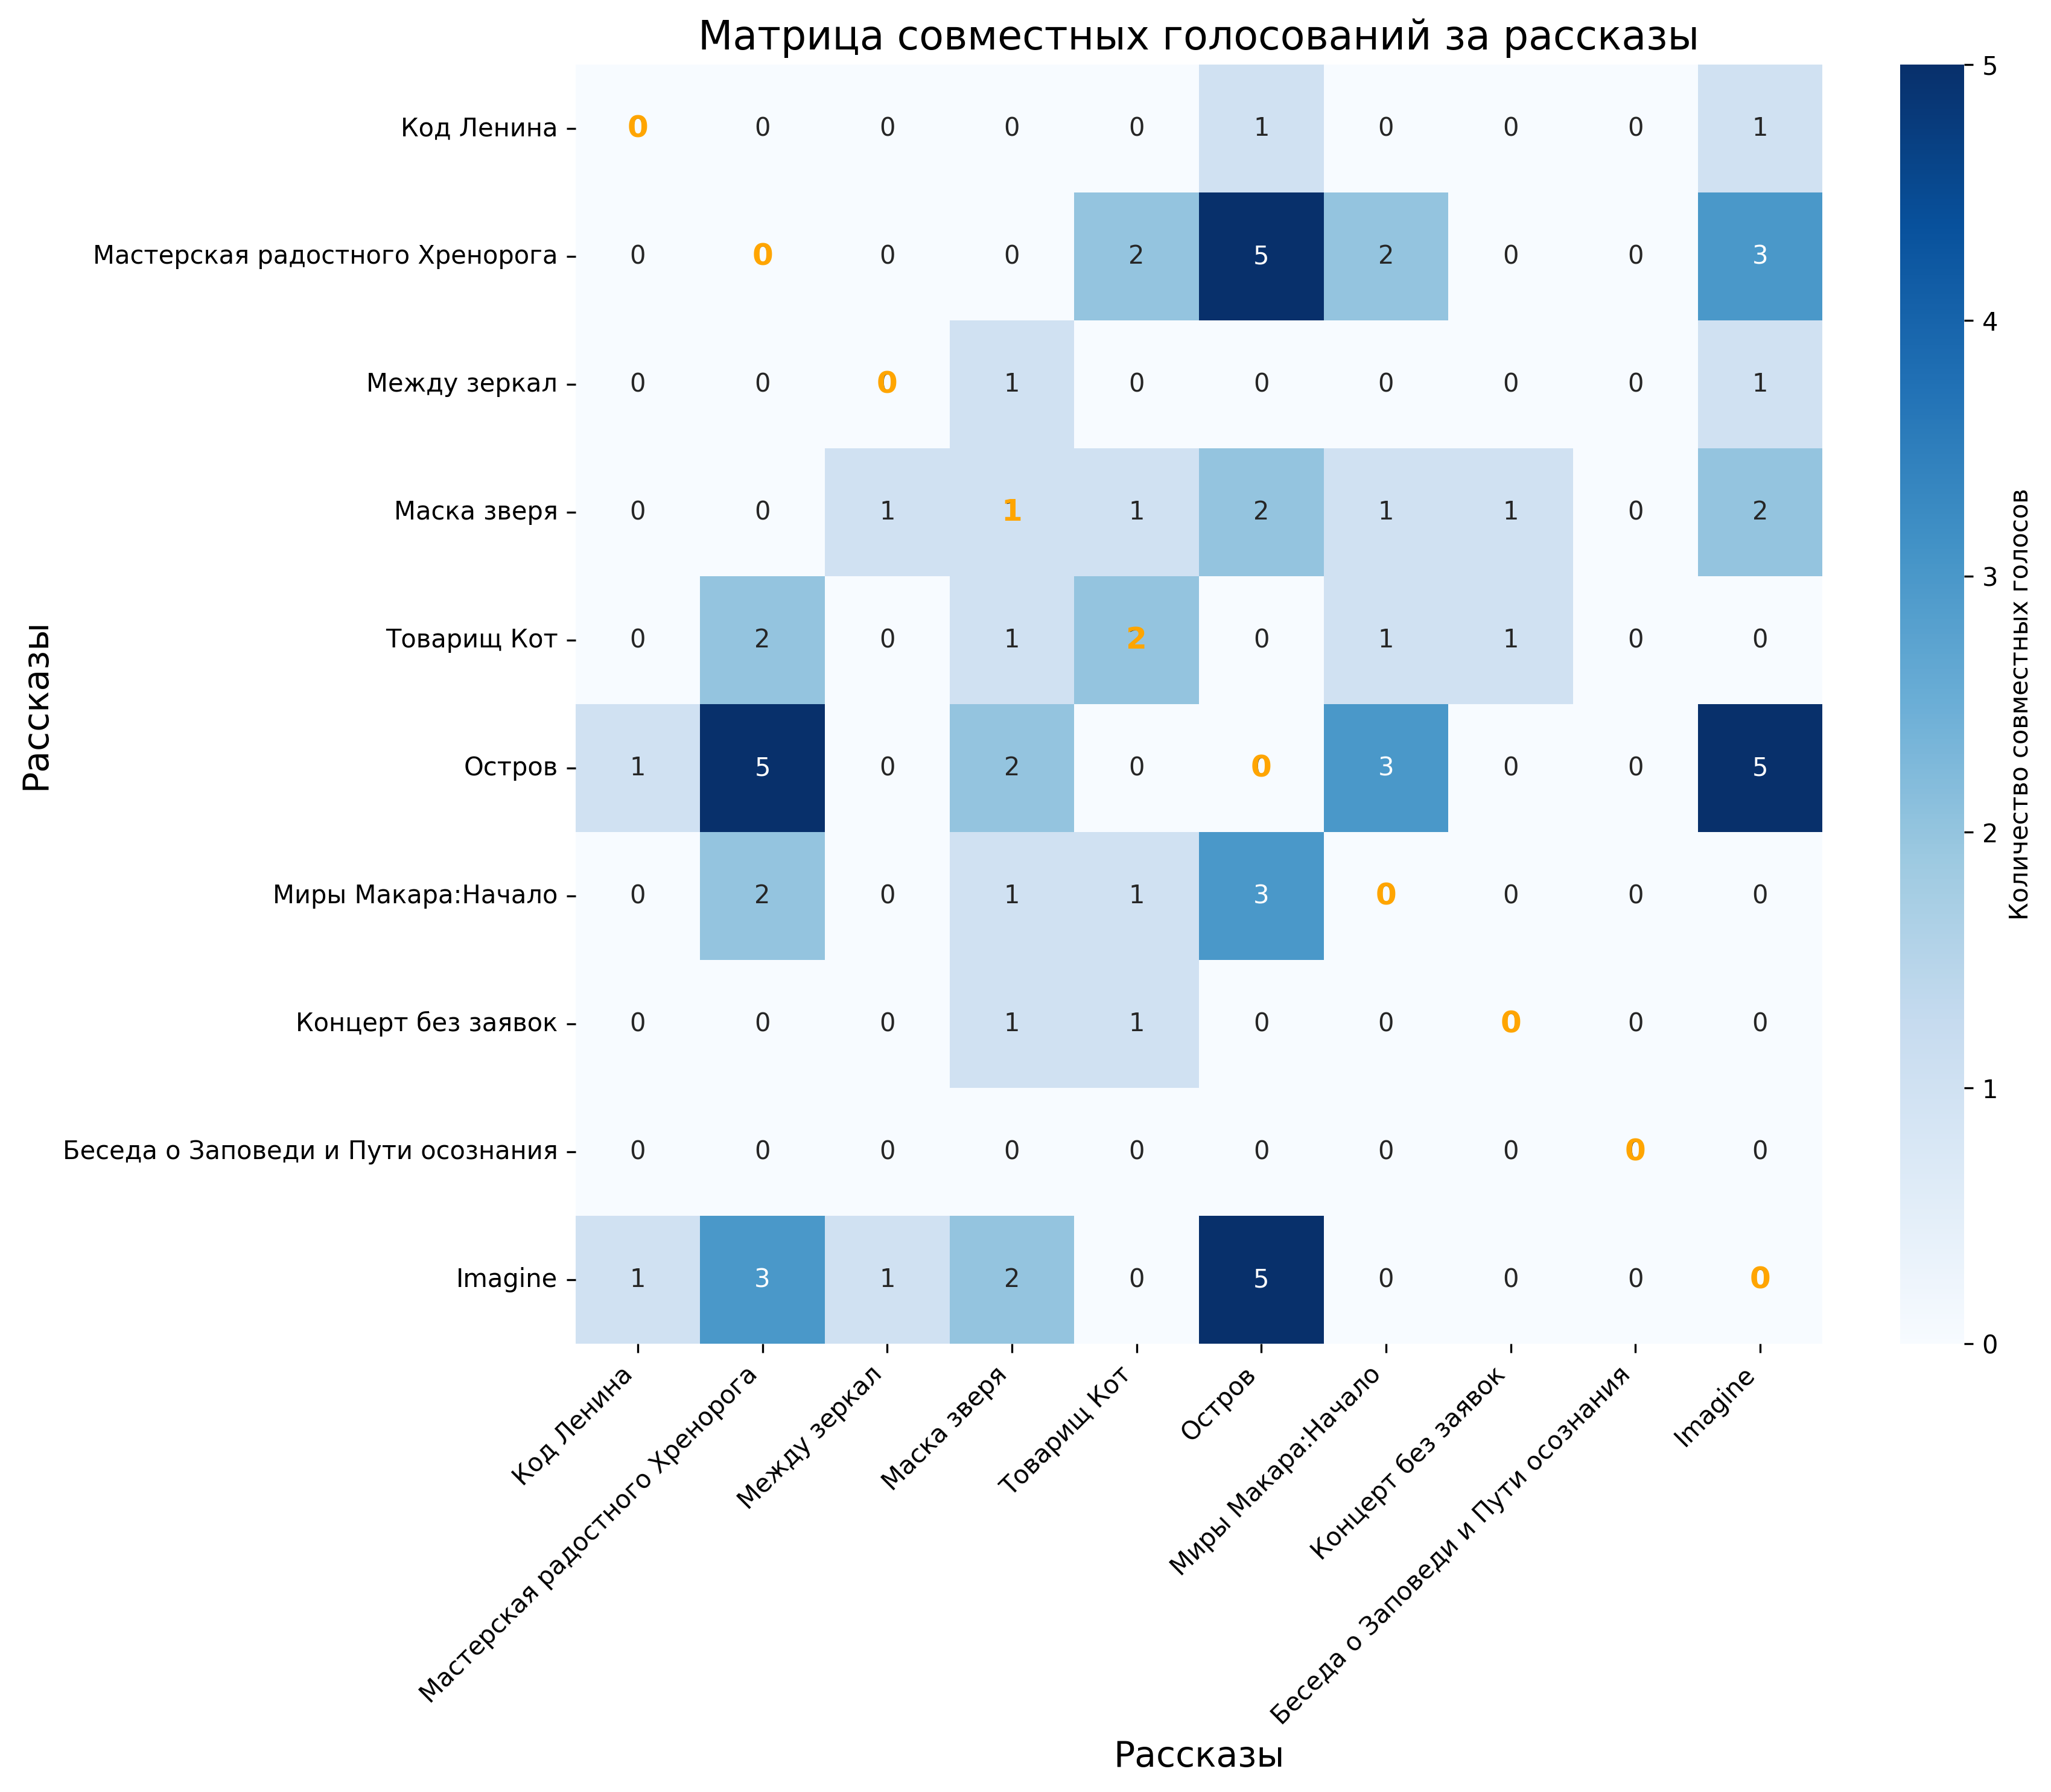 Матрица совместных голосований за рассказы
Рассказы
Код Ленина 0 0 0 0 0 1 0 0 0 1
Мастерская радостного Хренорога 0 0 0 0 2 5 2 0 0 3
Между зеркал 0 0 0 1 0 0 0 0 0 1
Маска зверя 0 0 1 1 1 2 1 1 0 2
Товарищ Кот 0 2 0 1 2 0 1 1 0 0
Остров 1 5 0 2 0 0 3 0 0 5
Миры Макара:Начало 0 2 0 1 1 3 0 0 0 0
Концерт без заявок 0 0 0 1 1 0 0 0 0 0
Беседа о Заповеди и Пути осознания 0 0 0 0 0 0 0 0 0 0
Imagine 1 3 1 2 0 5 0 0 0 0
Код Ленина
Мастерская радостного Хренорога
Между зеркал
Маска зверя
Товарищ Кот
Остров
Миры Макара:Начало
Концерт без заявок
Беседа о Заповеди и Пути осознания
Imagine
Рассказы
5
4
3
2
1
0
Количество совместных голосов